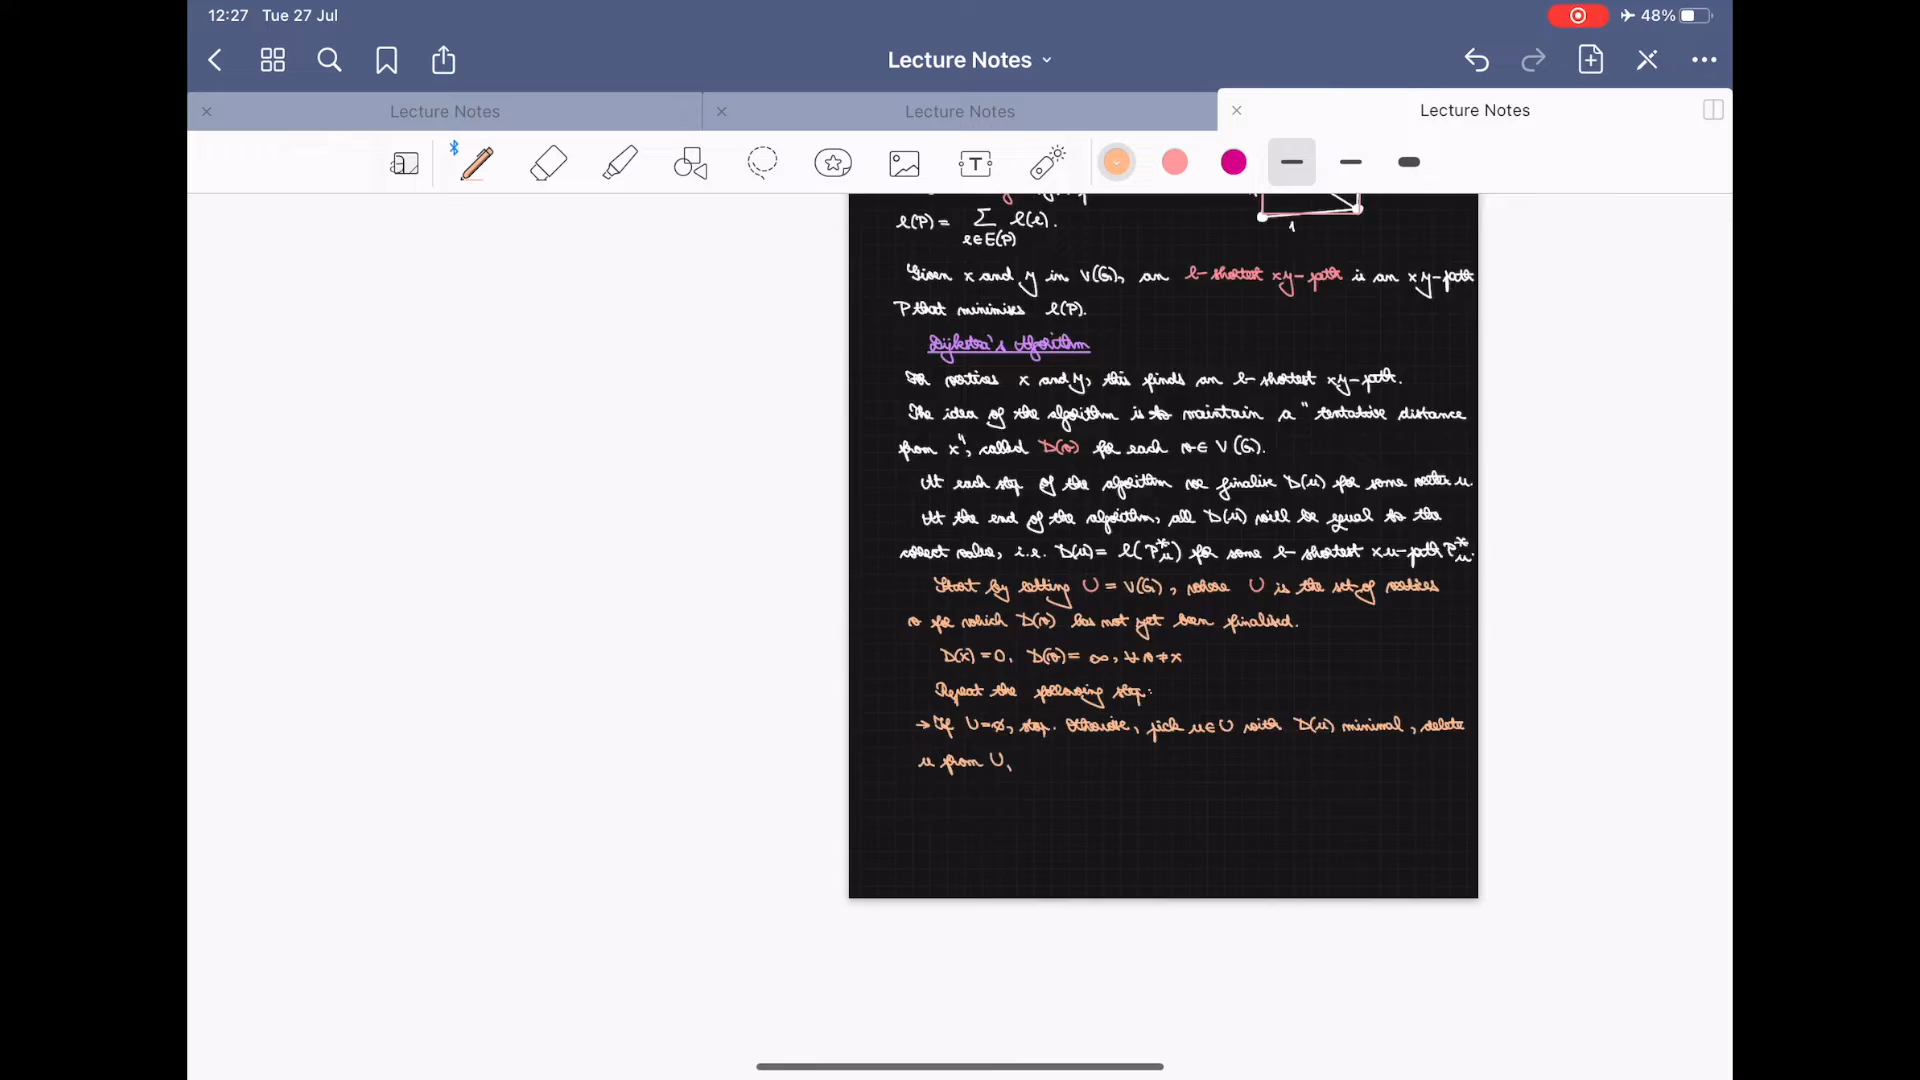 12:27 Tue 27 Jul
48%
Lecture Notes
Lecture Notes
Lecture Notes
Lecture Notes
T
l(P) = ∑ l(e).
e∈E(P)
1
Given x and y in V(G), an l-shortest xy-path is an xy-path
P that minimises l(P).
Dijkstra's Algorithm
For vertices x and y, this finds an l-shortest xy-path.
The idea of the algorithm is to maintain a "tentative distance
from x", called D(v) for each v∈ V(G).
At each step of the algorithm we finalise D(u) for some vertex u.
At the end of the algorithm, all D(u) will be equal to the
correct value, i.e. D(u)= l(P*u) for some l-shortest xu-path P*u.
Start by setting U = V(G), where U is the set of vertices
v for which D(v) has not yet been finalised.
D(x)=0, D(v)= ∞, ∀ v≠x
Repeat the following step:
→ If U=∅, stop. Otherwise, pick u∈U with D(u) minimal, delete
u from U,